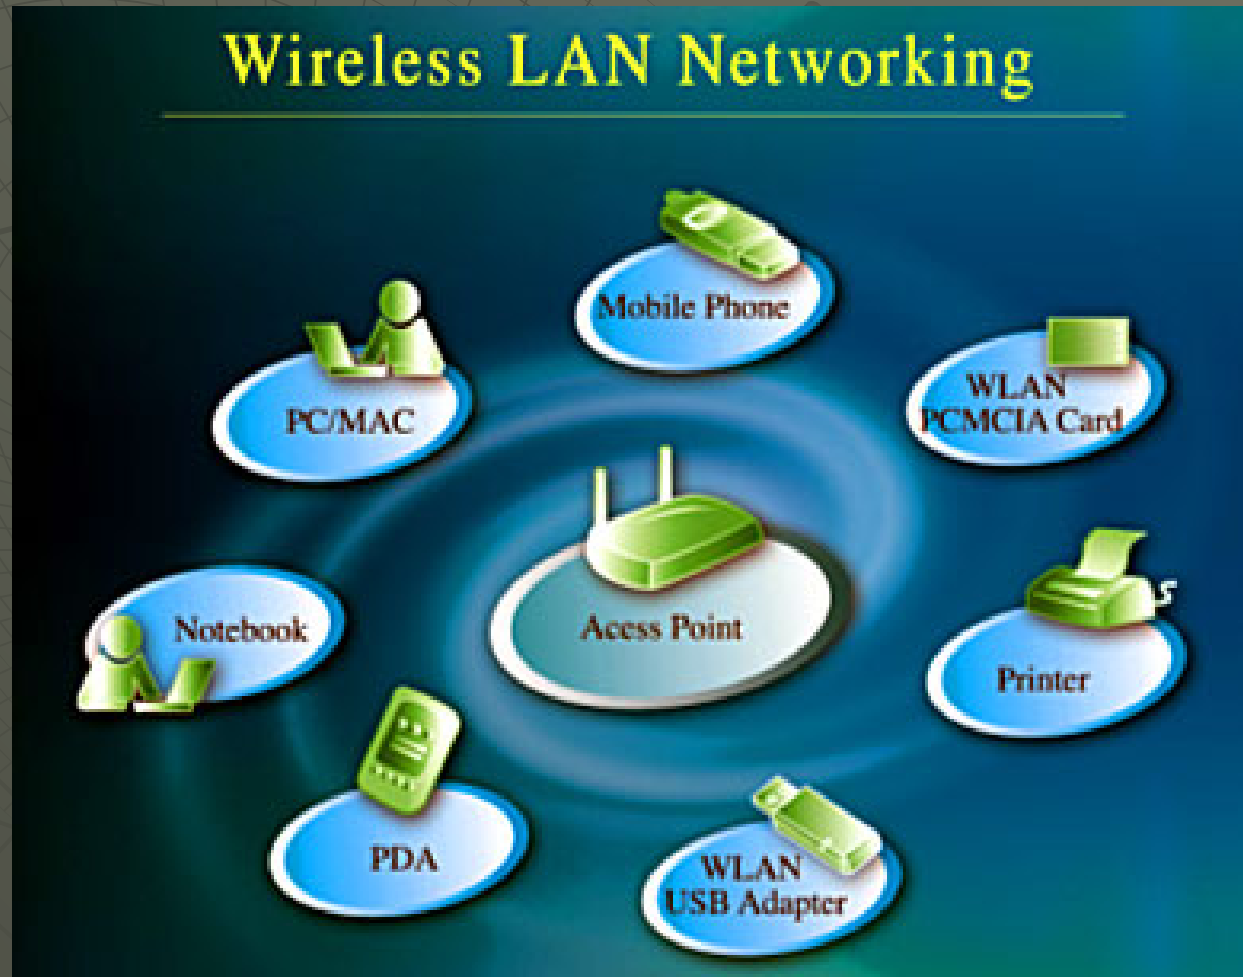 Wireless LAN Networking
Mobile Phone
PC/MAC
WLAN
PCMCIA Card
Acess Point
Notebook
Printer
PDA
WLAN
USB Adapter